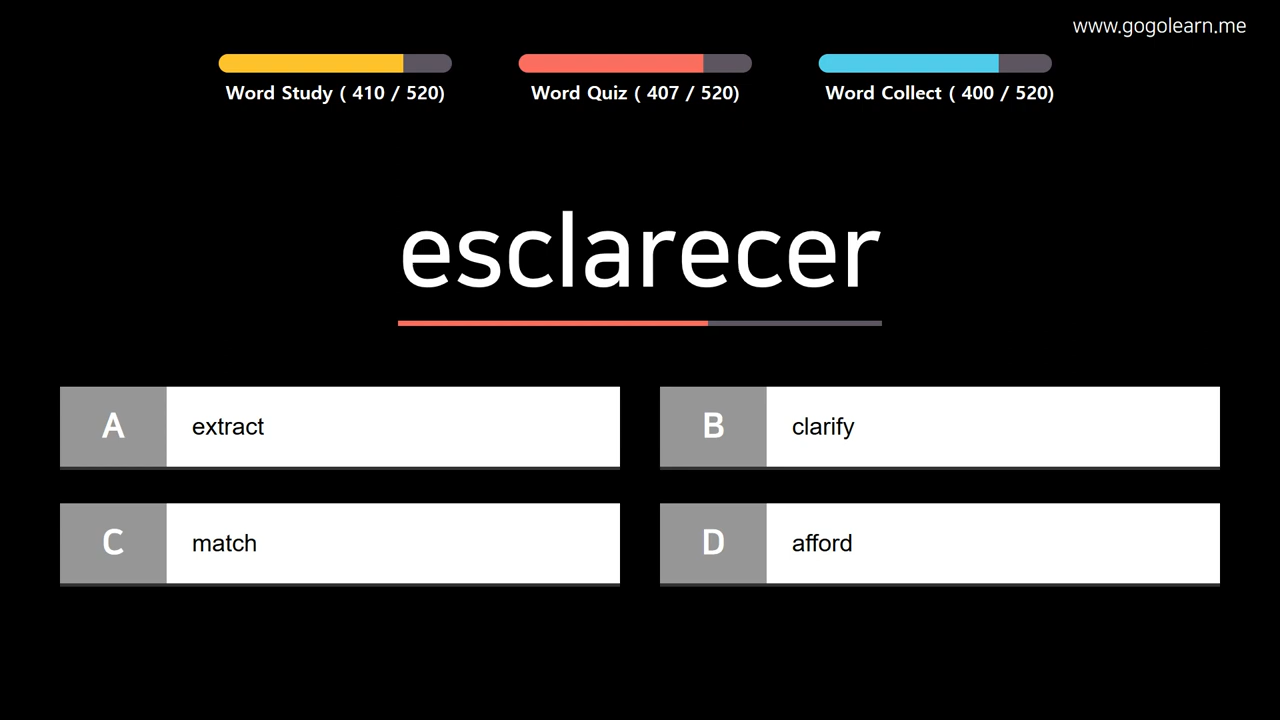 www.gogolearn.me
Word Study ( 410 / 520)
Word Quiz ( 407 / 520)
Word Collect ( 400 / 520)
esclarecer
A extract
B clarify
C match
D afford